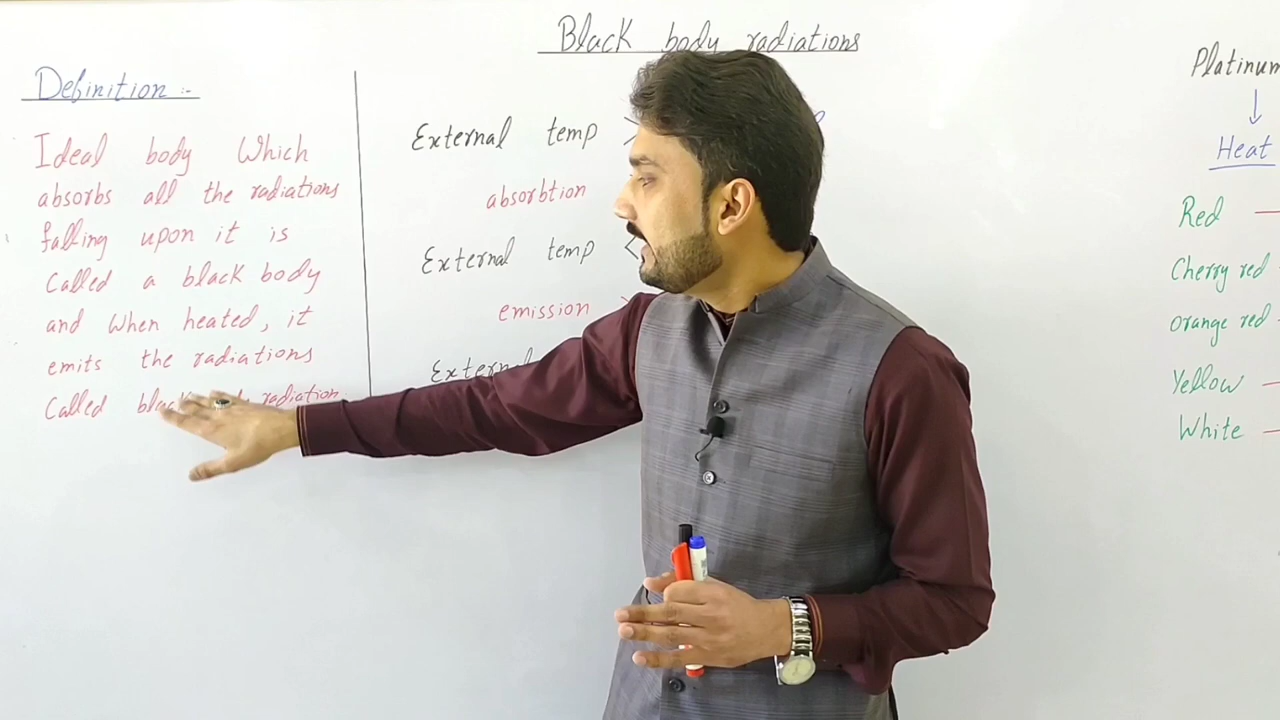 Black body radiations
Definition :-
Ideal body Which
absorbs all the radiations
falling upon it is
Called a black body
and When heated, it
emits the radiations
Called radiation
External temp >
absorbtion
External temp <
emission
Platinum
↓
Heat
Red —
Cherry red -
Orange red -
Yellow —
White —